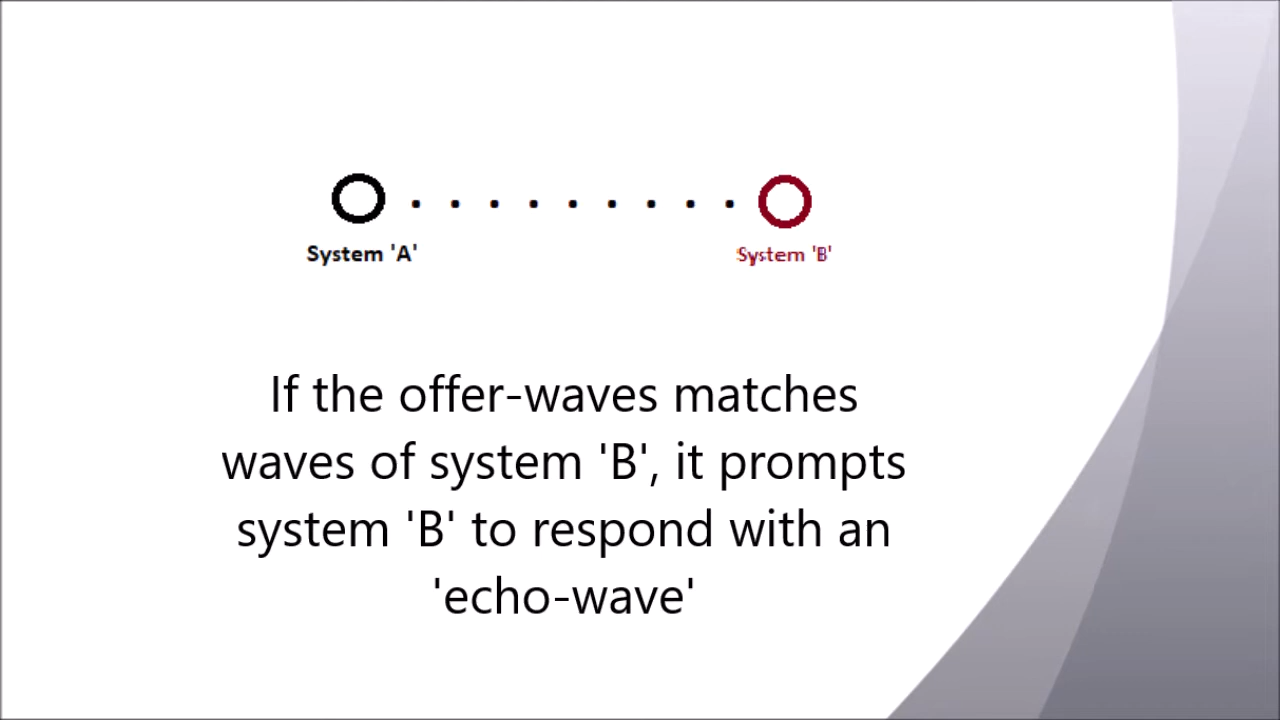 System 'A'
System 'B'
If the offer-waves matches
waves of system 'B', it prompts
system 'B' to respond with an
'echo-wave'